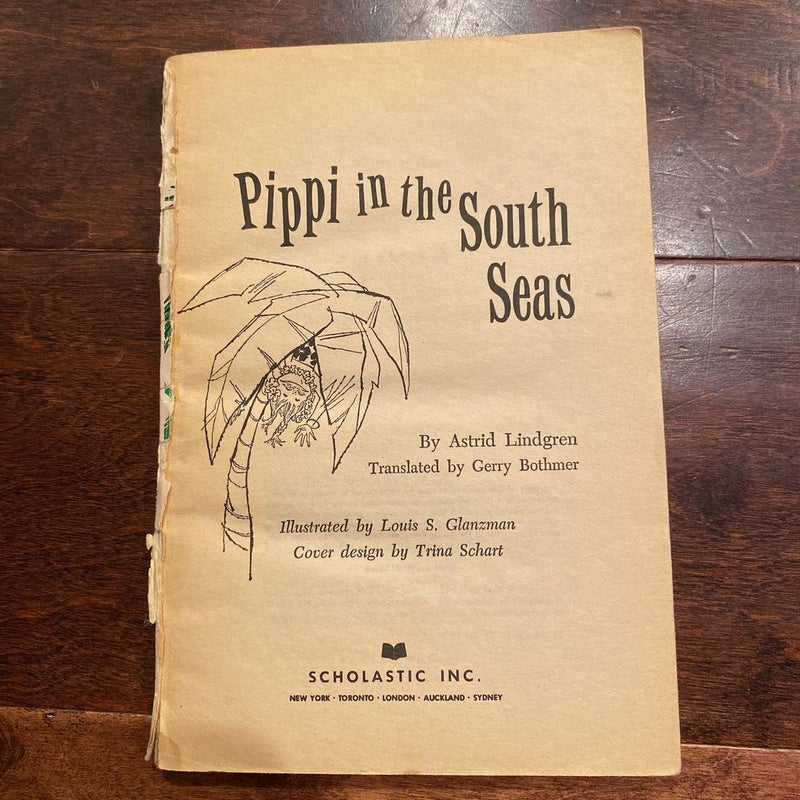 Pippi in the South
Seas
By Astrid Lindgren
Translated by Gerry Bothmer
Illustrated by Louis S. Glanzman
Cover design by Trina Schart
SCHOLASTIC INC.
NEW YORK · TORONTO · LONDON · AUCKLAND · SYDNEY